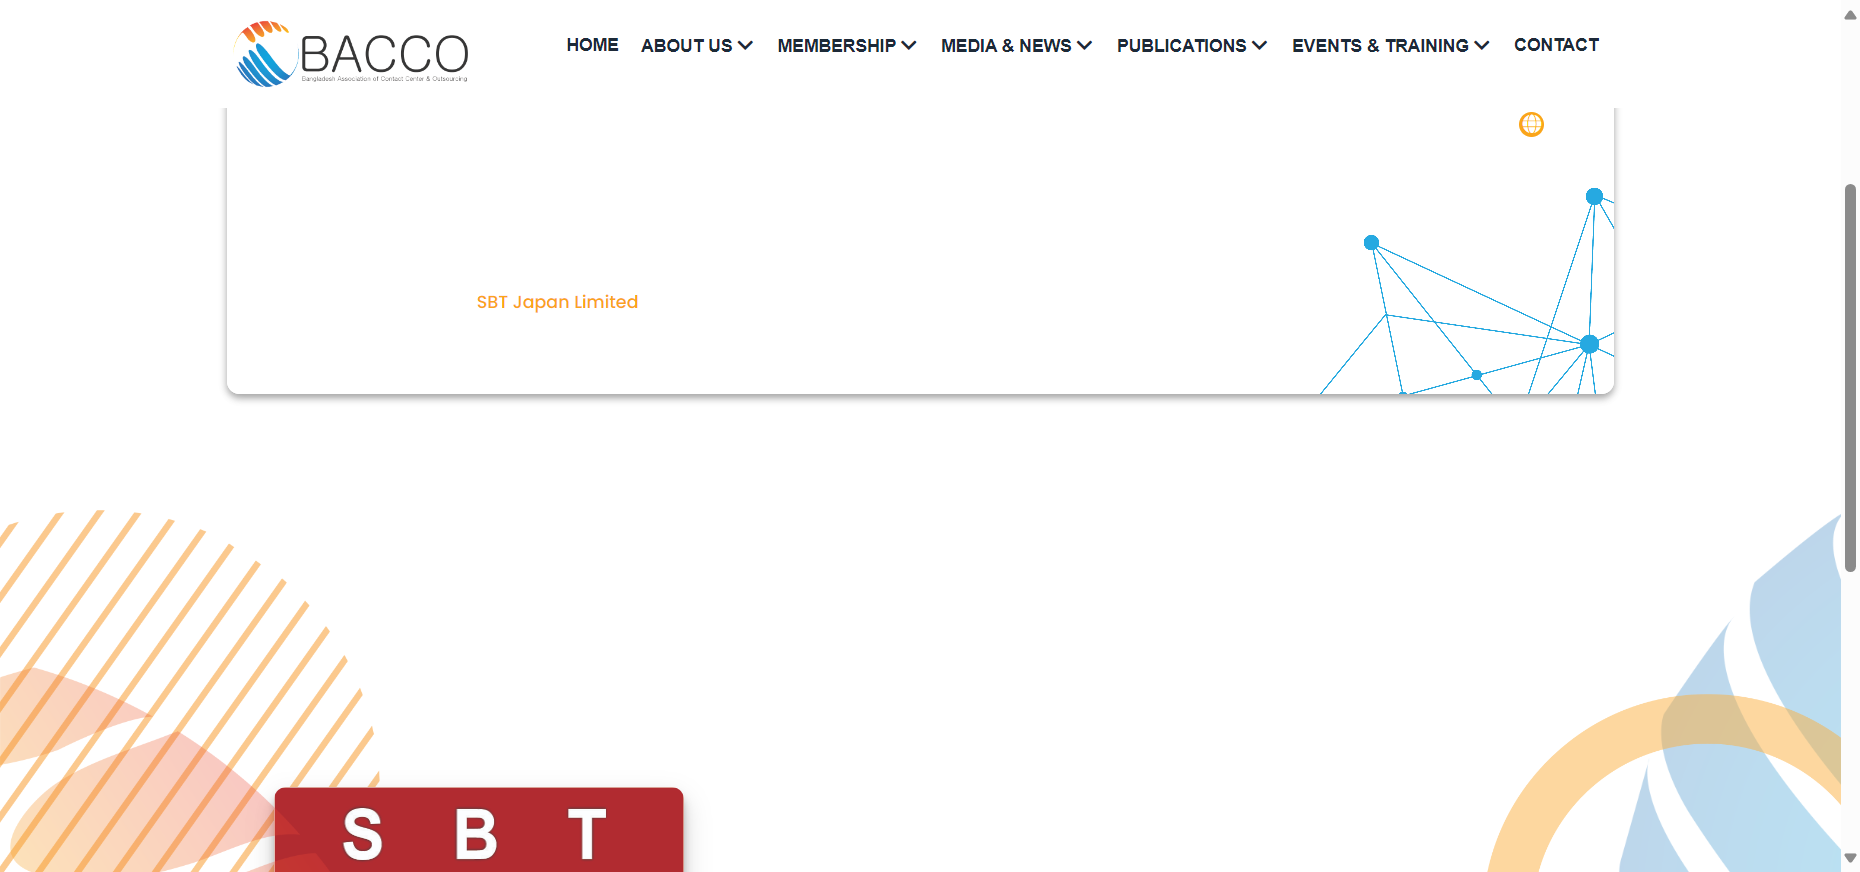 BACCO
Bangladesh Association of Contact Center & Outsourcing
HOME
ABOUT US
MEMBERSHIP
MEDIA & NEWS
PUBLICATIONS
EVENTS & TRAINING
CONTACT
SBT Japan Limited
S B T